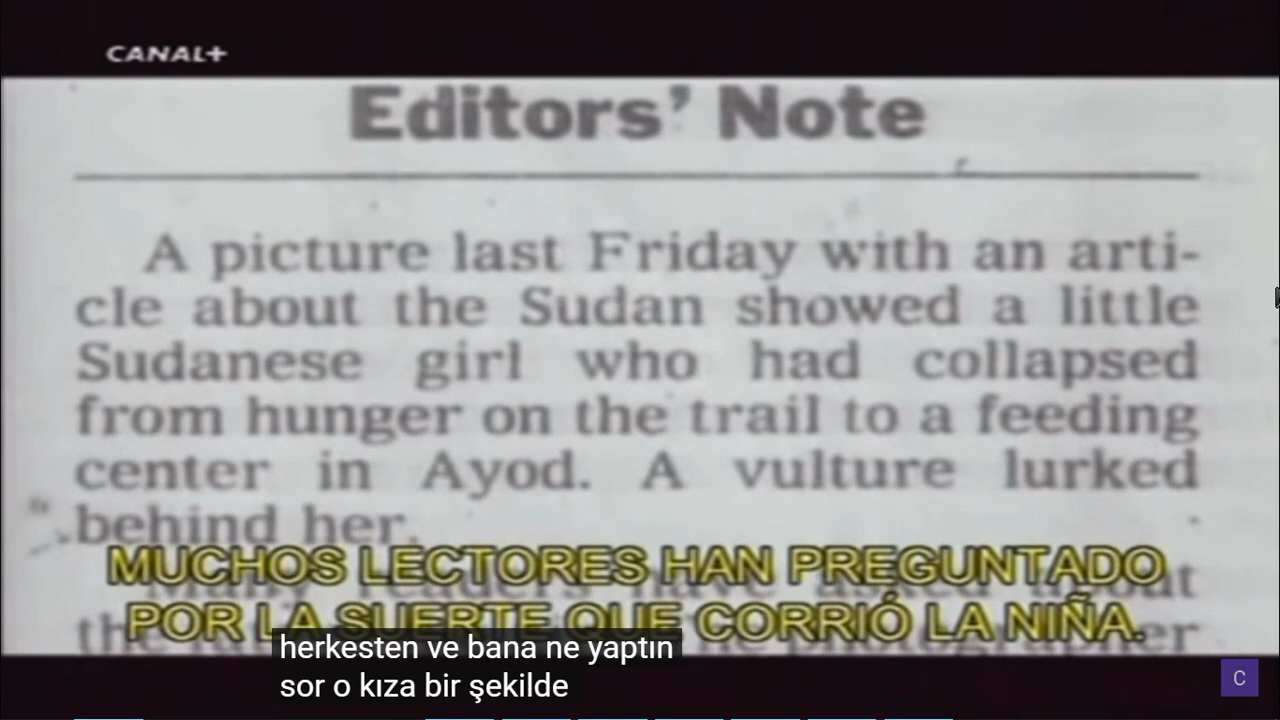 CANAL+
Editors' Note
A picture last Friday with an arti-
cle about the Sudan showed a little
Sudanese girl who had collapsed
from hunger on the trail to a feeding
center in Ayod. A vulture lurked
behind her.
MUCHOS LECTORES HAN PREGUNTADO
POR LA SUERTE QUE CORRIÓ LA NIÑA.
herkesten ve bana ne yaptın
sor o kıza bir şekilde
C